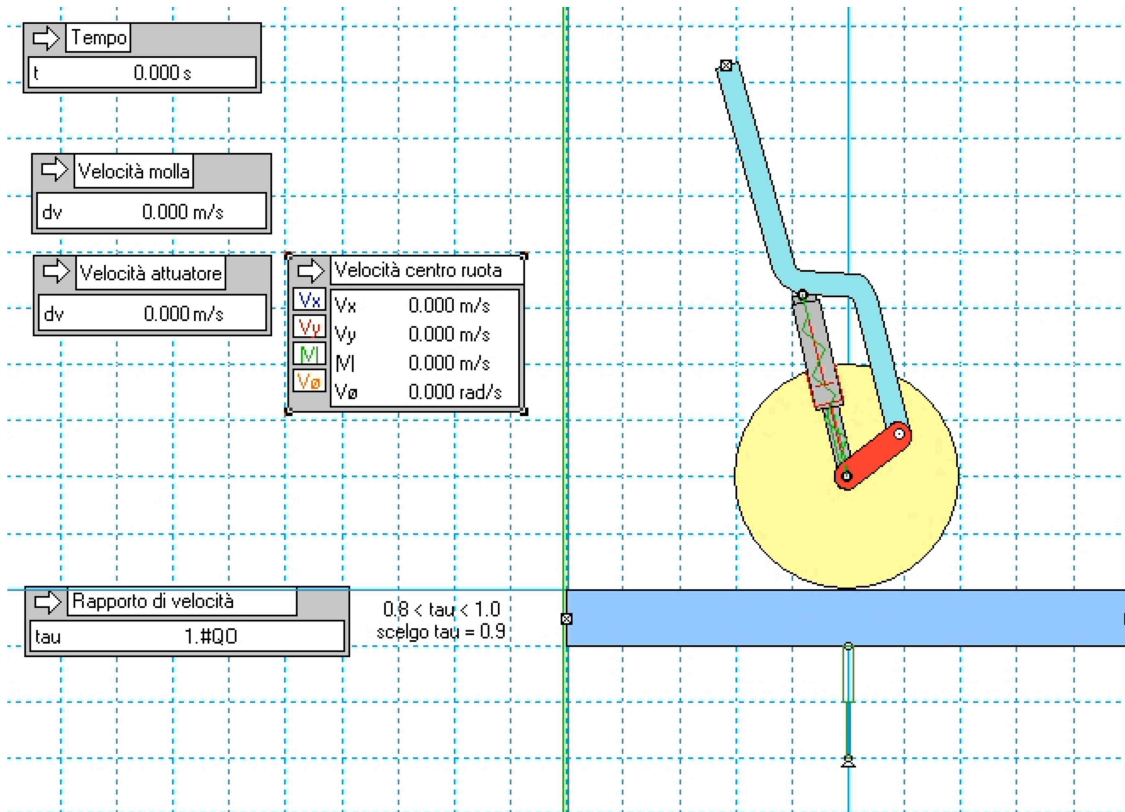 Tempo
t 0.000 s
Velocità molla
dv 0.000 m/s
Velocità attuatore
dv 0.000 m/s
Velocità centro ruota
Vx Vx 0.000 m/s
Vy Vy 0.000 m/s
|V| |V| 0.000 m/s
Vø Vø 0.000 rad/s
Rapporto di velocità
tau 1.#QO
0.8 < tau < 1.0
scelgo tau = 0.9